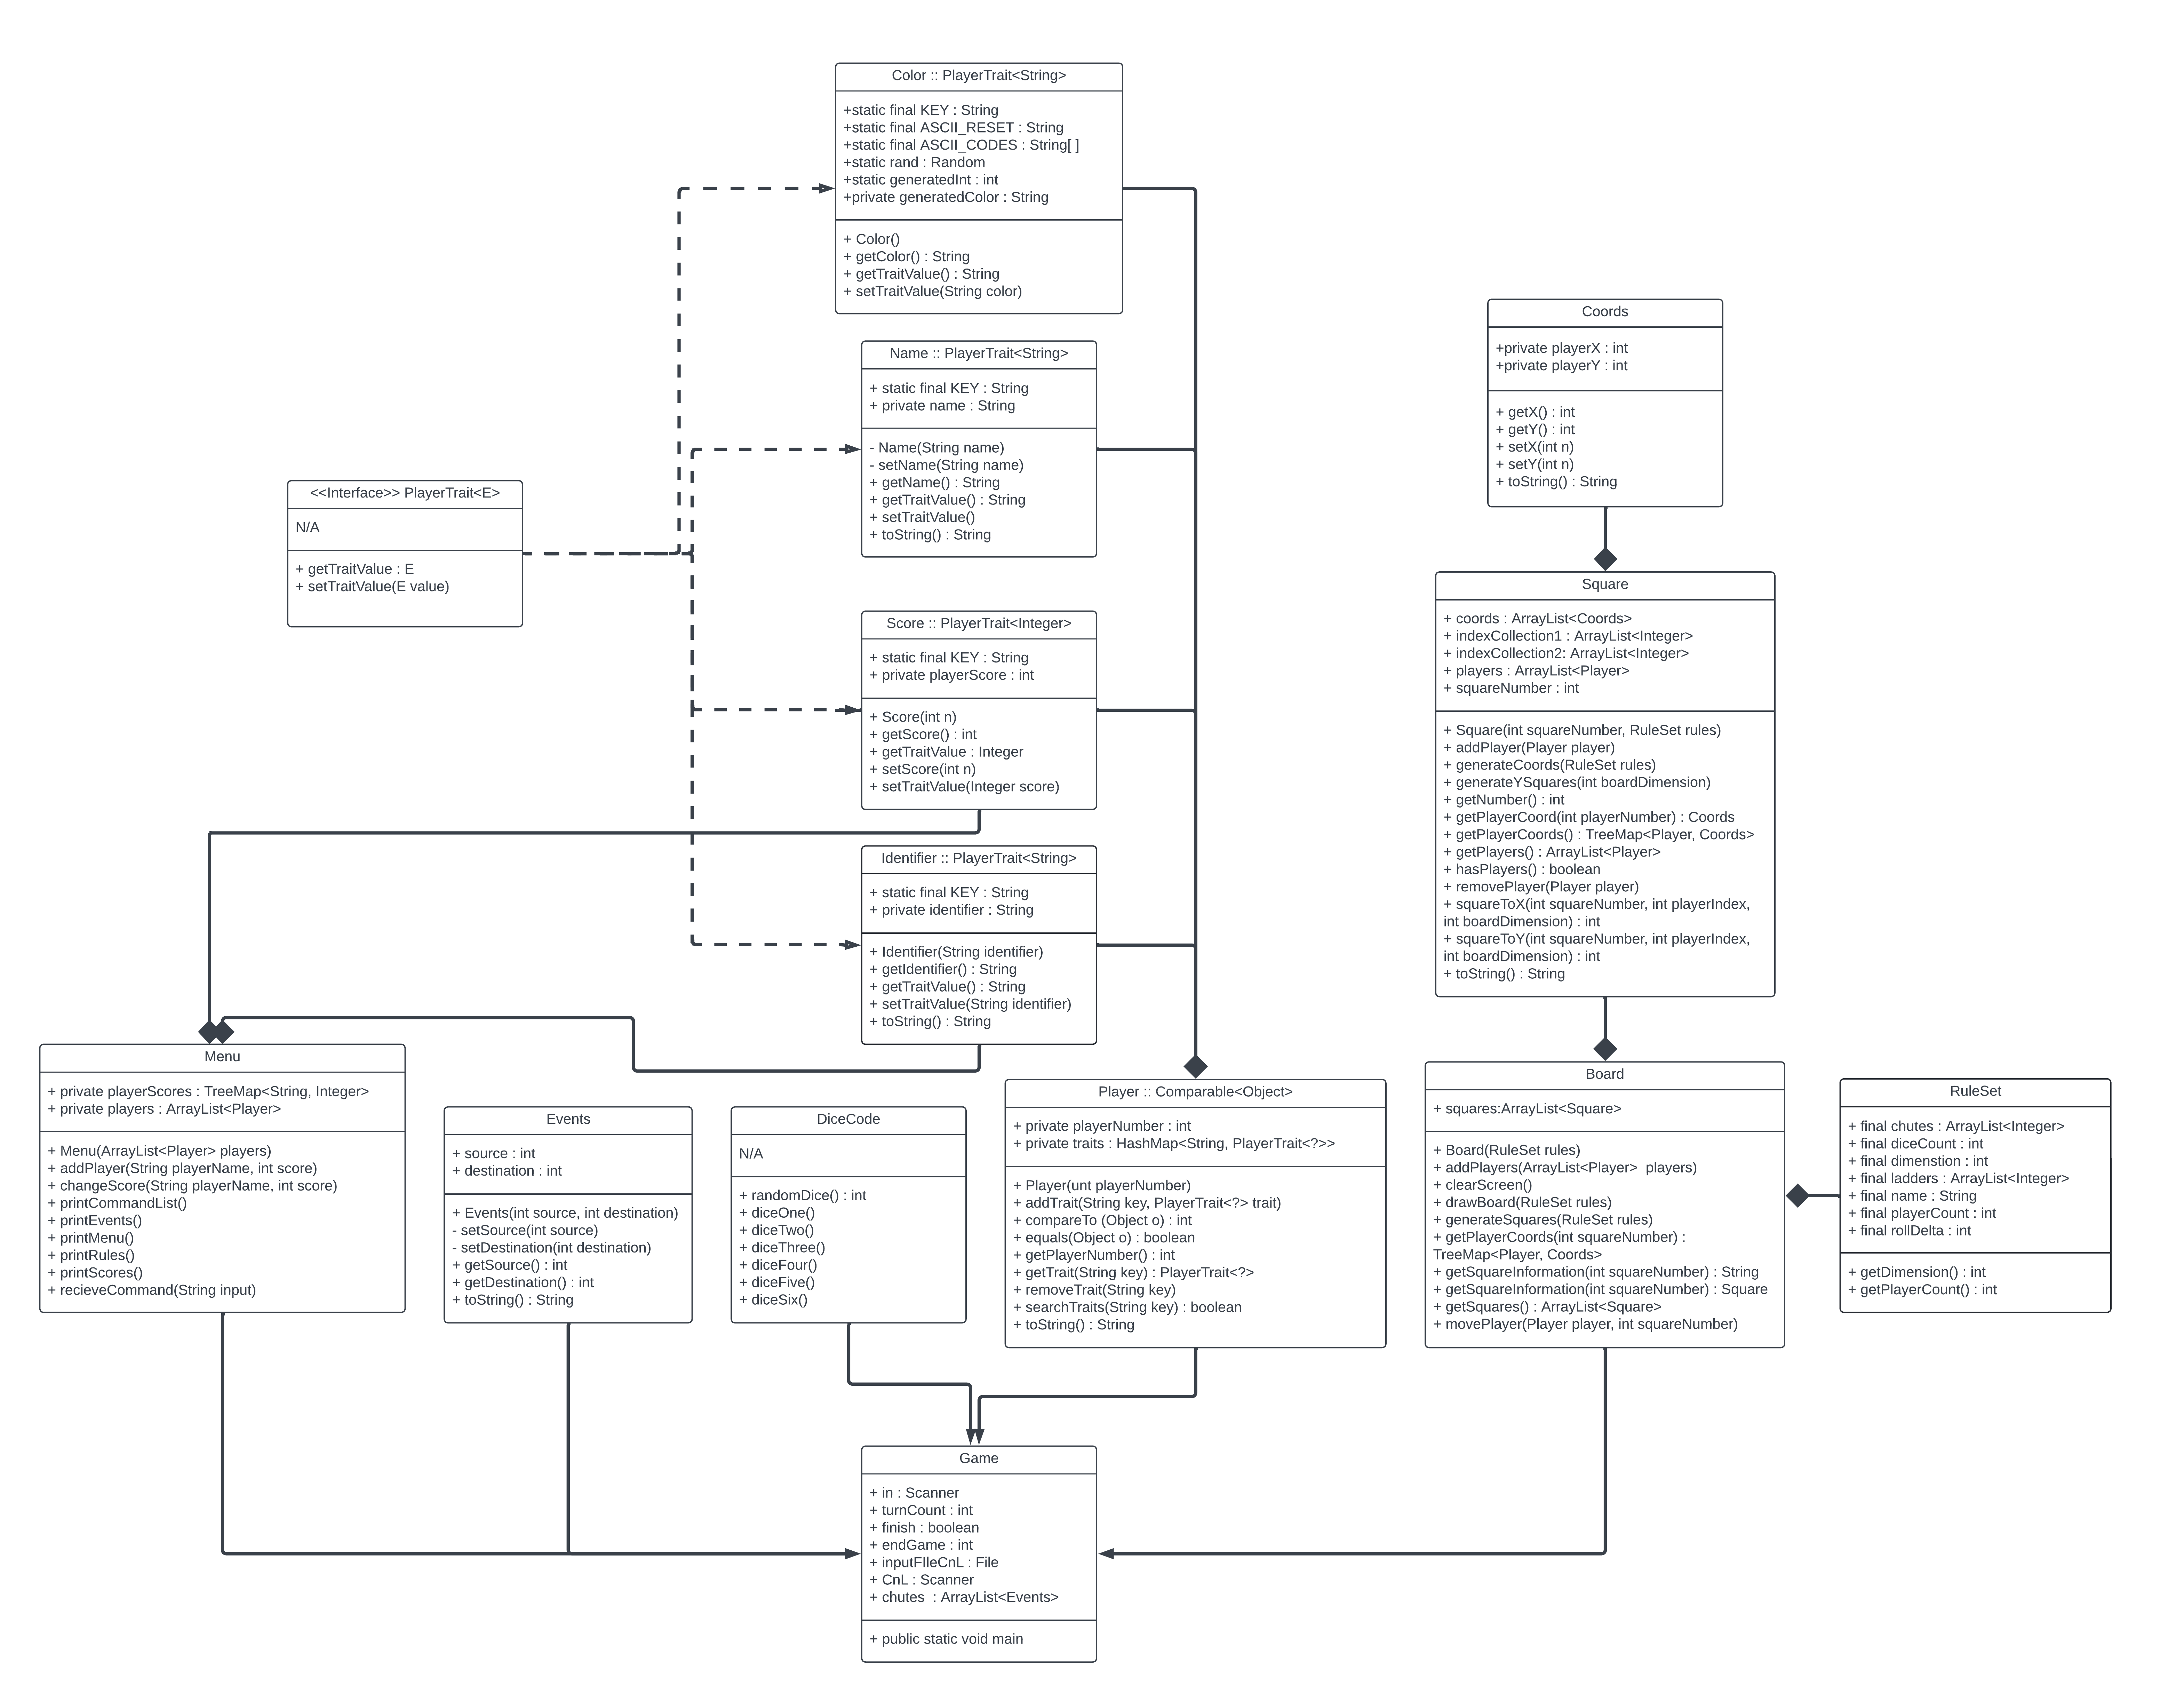 Color :: PlayerTrait<String>
+static final KEY : String
+static final ASCII_RESET : String
+static final ASCII_CODES : String[ ]
+static rand : Random
+static generatedInt : int
+private generatedColor : String
+ Color()
+ getColor() : String
+ getTraitValue() : String
+ setTraitValue(String color)
Name :: PlayerTrait<String>
+ static final KEY : String
+ private name : String
- Name(String name)
- setName(String name)
+ getName() : String
+ getTraitValue() : String
+ setTraitValue()
+ toString() : String
<<Interface>> PlayerTrait<E>
N/A
+ getTraitValue : E
+ setTraitValue(E value)
Score :: PlayerTrait<Integer>
+ static final KEY : String
+ private playerScore : int
+ Score(int n)
+ getScore() : int
+ getTraitValue : Integer
+ setScore(int n)
+ setTraitValue(Integer score)
Identifier :: PlayerTrait<String>
+ static final KEY : String
+ private identifier : String
+ Identifier(String identifier)
+ getIdentifier() : String
+ getTraitValue() : String
+ setTraitValue(String identifier)
+ toString() : String
Coords
+private playerX : int
+private playerY : int
+ getX() : int
+ getY() : int
+ setX(int n)
+ setY(int n)
+ toString() : String
Square
+ coords : ArrayList<Coords>
+ indexCollection1 : ArrayList<Integer>
+ indexCollection2: ArrayList<Integer>
+ players : ArrayList<Player>
+ squareNumber : int
+ Square(int squareNumber, RuleSet rules)
+ addPlayer(Player player)
+ generateCoords(RuleSet rules)
+ generateYSquares(int boardDimension)
+ getNumber() : int
+ getPlayerCoord(int playerNumber) : Coords
+ getPlayerCoords() : TreeMap<Player, Coords>
+ getPlayers() : ArrayList<Player>
+ hasPlayers() : boolean
+ removePlayer(Player player)
+ squareToX(int squareNumber, int playerIndex,
int boardDimension) : int
+ squareToY(int squareNumber, int playerIndex,
int boardDimension) : int
+ toString() : String
Menu
+ private playerScores : TreeMap<String, Integer>
+ private players : ArrayList<Player>
+ Menu(ArrayList<Player> players)
+ addPlayer(String playerName, int score)
+ changeScore(String playerName, int score)
+ printCommandList()
+ printEvents()
+ printMenu()
+ printRules()
+ printScores()
+ recieveCommand(String input)
Events
+ source : int
+ destination : int
+ Events(int source, int destination)
- setSource(int source)
- setDestination(int destination)
+ getSource() : int
+ getDestination() : int
+ toString() : String
DiceCode
N/A
+ randomDice() : int
+ diceOne()
+ diceTwo()
+ diceThree()
+ diceFour()
+ diceFive()
+ diceSix()
Player :: Comparable<Object>
+ private playerNumber : int
+ private traits : HashMap<String, PlayerTrait<?>>
+ Player(unt playerNumber)
+ addTrait(String key, PlayerTrait<?> trait)
+ compareTo (Object o) : int
+ equals(Object o) : boolean
+ getPlayerNumber() : int
+ getTrait(String key) : PlayerTrait<?>
+ removeTrait(String key)
+ searchTraits(String key) : boolean
+ toString() : String
Board
+ squares:ArrayList<Square>
+ Board(RuleSet rules)
+ addPlayers(ArrayList<Player>  players)
+ clearScreen()
+ drawBoard(RuleSet rules)
+ generateSquares(RuleSet rules)
+ getPlayerCoords(int squareNumber) :
TreeMap<Player, Coords>
+ getSquareInformation(int squareNumber) : String
+ getSquareInformation(int squareNumber) : Square
+ getSquares() : ArrayList<Square>
+ movePlayer(Player player, int squareNumber)
RuleSet
+ final chutes : ArrayList<Integer>
+ final diceCount : int
+ final dimenstion : int
+ final ladders : ArrayList<Integer>
+ final name : String
+ final playerCount : int
+ final rollDelta : int
+ getDimension() : int
+ getPlayerCount() : int
Game
+ in : Scanner
+ turnCount : int
+ finish : boolean
+ endGame : int
+ inputFIleCnL : File
+ CnL : Scanner
+ chutes  : ArrayList<Events>
+ public static void main